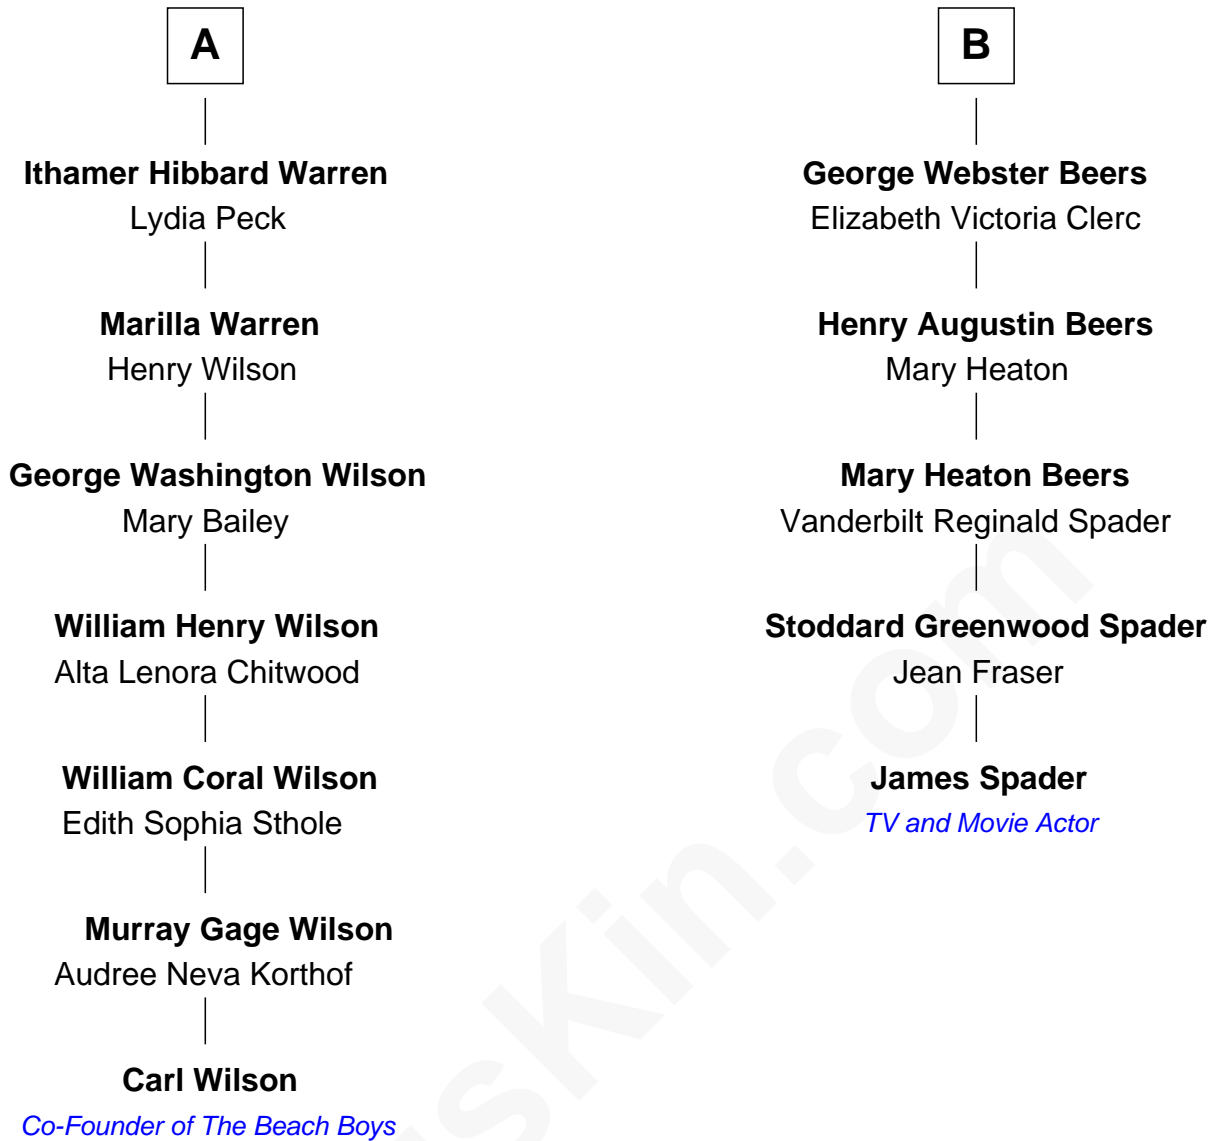 A
Ithamer Hibbard Warren
Lydia Peck
Marilla Warren
Henry Wilson
George Washington Wilson
Mary Bailey
William Henry Wilson
Alta Lenora Chitwood
William Coral Wilson
Edith Sophia Sthole
Murray Gage Wilson
Audree Neva Korthof
Carl Wilson
Co-Founder of The Beach Boys
B
George Webster Beers
Elizabeth Victoria Clerc
Henry Augustin Beers
Mary Heaton
Mary Heaton Beers
Vanderbilt Reginald Spader
Stoddard Greenwood Spader
Jean Fraser
James Spader
TV and Movie Actor
sKin.com